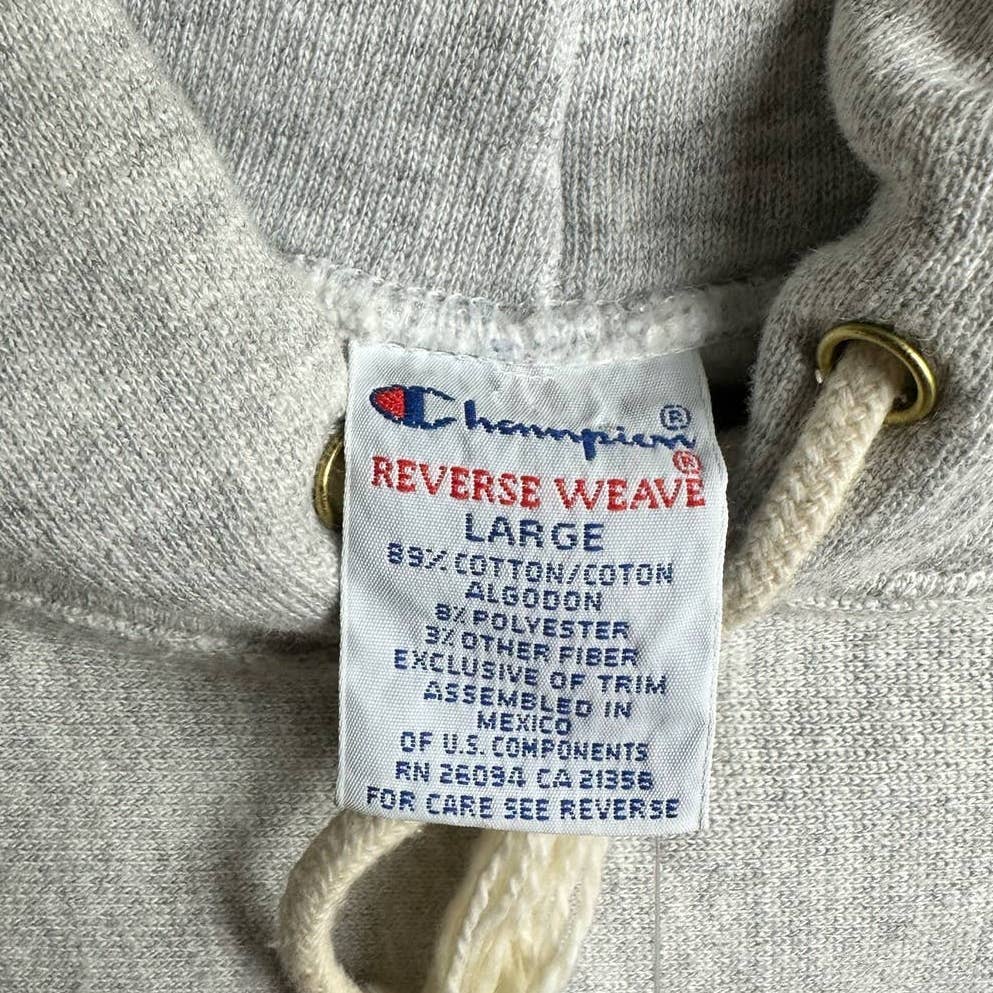 Champion®
REVERSE WEAVE®
LARGE
89% COTTON/COTON
ALGODON
8% POLYESTER
3% OTHER FIBER
EXCLUSIVE OF TRIM
ASSEMBLED IN
MEXICO
OF U.S. COMPONENTS
RN 26094 CA 21356
FOR CARE SEE REVERSE